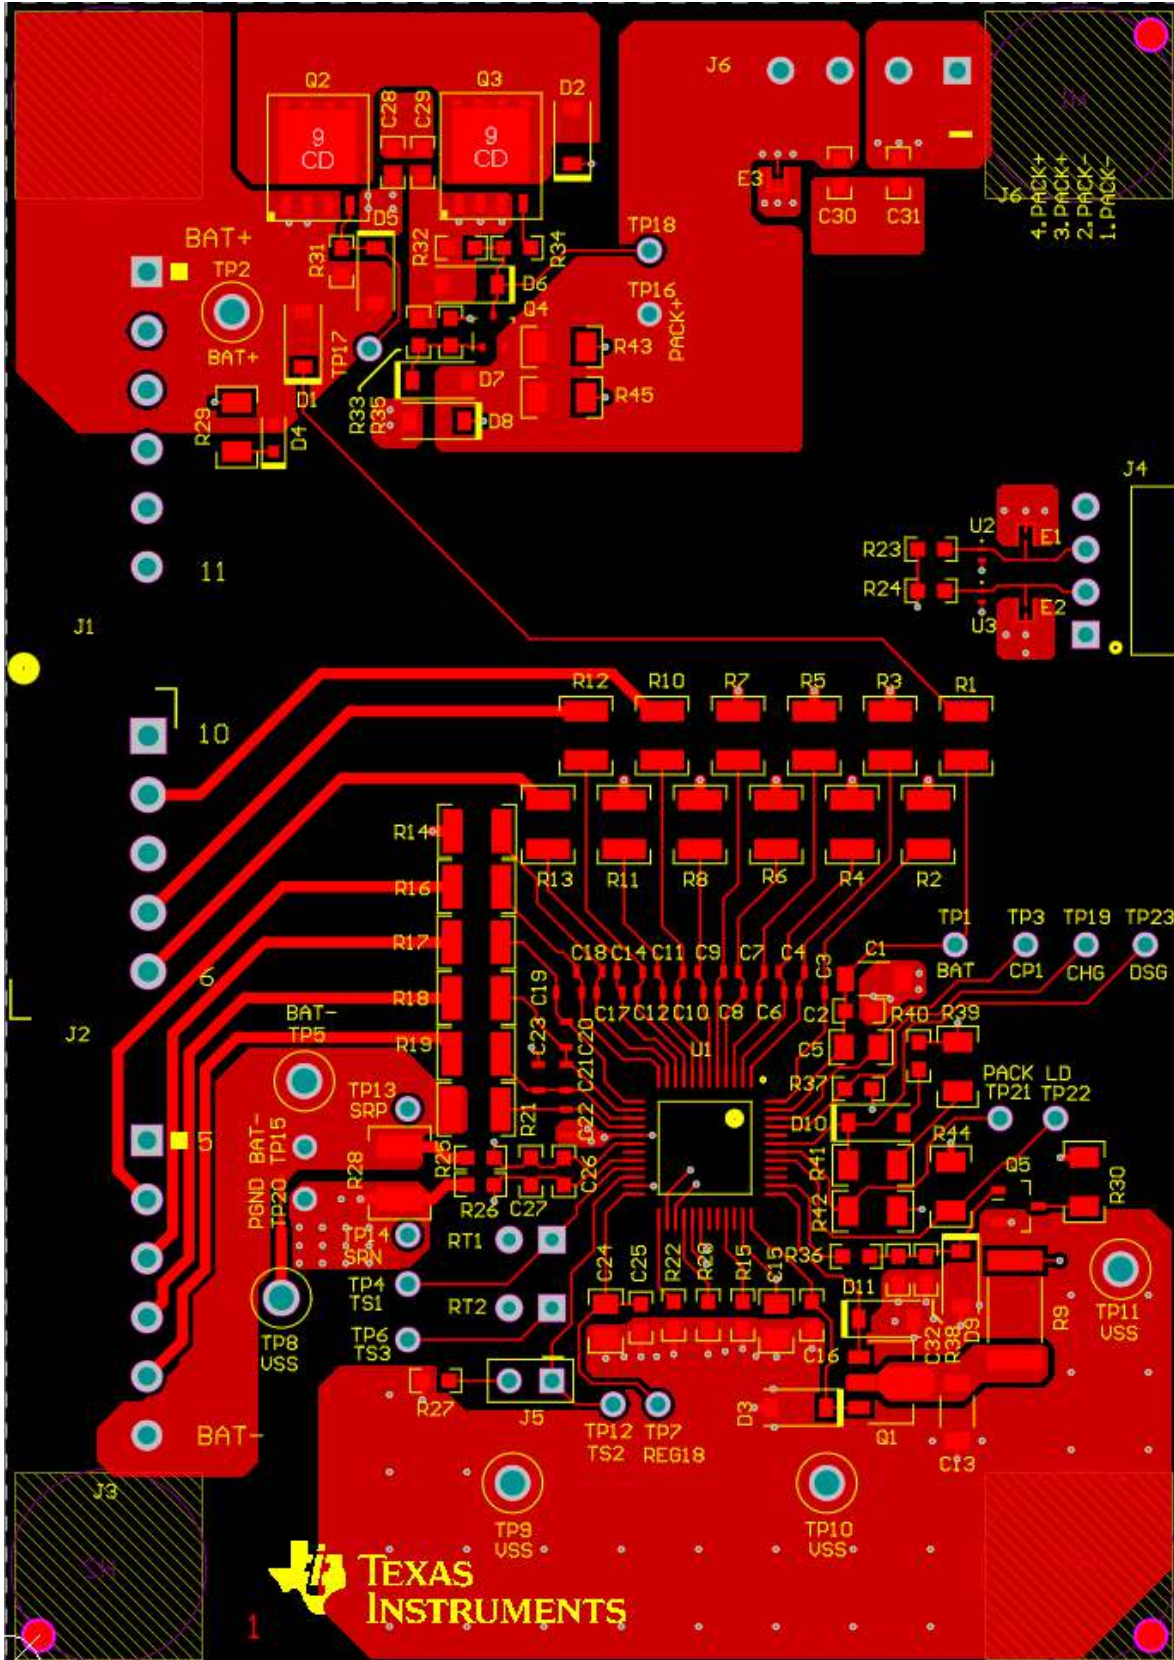 Q2
Q3
D2
J6
C28
C29
9
CD
9
CD
E3
C30
C31
J6
4.PACK+
3.PACK+
2.PACK-
1.PACK-
D5
BAT+
TP2
R31
R32
R34
TP18
D6
TP16
PACK+
Q4
BAT+
TP17
R43
D1
R33
R35
D7
R45
R29
D4
D8
J4
U2
E1
R23
11
R24
E2
U3
J1
R12
R10
R7
R5
R3
R1
10
R14
R13
R11
R8
R6
R4
R2
R16
R17
TP1
TP3
TP19
TP23
C18
C14
C11
C9
C7
C4
C3
C1
BAT
CP1
CHG
DSG
6
R18
C19
C17
C12
C10
C8
C6
C2
R40
R39
BAT-
TP5
J2
R19
C23
C20
U1
C5
C21
R37
PACK
LD
TP21
TP22
TP13
SRP
R21
C22
D10
5
BAT-
TP15
R28
R25
R41
R44
C26
Q5
R30
PGND
TP20
R26
C27
R42
TP14
SRN
RT1
TP4
TS1
C24
C25
R22
R20
R15
C15
R36
D11
RT2
TP8
VSS
TP6
TS3
C16
C32
R38
D9
R9
TP11
VSS
R27
J5
TP12
TS2
TP7
REG18
D3
Q1
C13
BAT-
J3
TP9
VSS
TP10
VSS
TEXAS
INSTRUMENTS
1